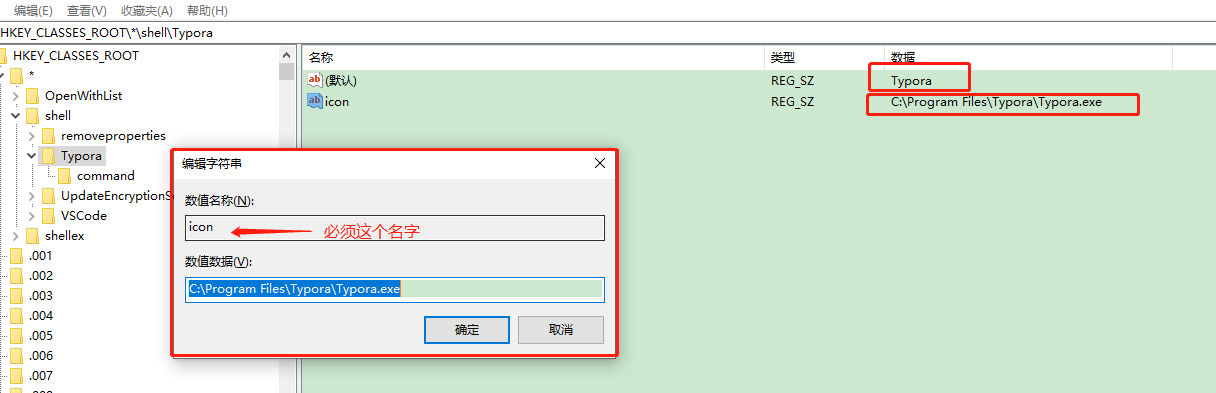 编辑(E) 查看(V) 收藏夹(A) 帮助(H)
HKEY_CLASSES_ROOT\*\shell\Typora
HKEY_CLASSES_ROOT
*
OpenWithList
shell
removeproperties
Typora
command
UpdateEncryptionSe
VSCode
shellex
.001
.002
.003
.004
.005
.006
.007
名称 类型 数据
ab (默认) REG_SZ Typora
ab icon REG_SZ C:\Program Files\Typora\Typora.exe
编辑字符串
数值名称(N):
icon
必须这个名字
数值数据(V):
C:\Program Files\Typora\Typora.exe
确定 取消